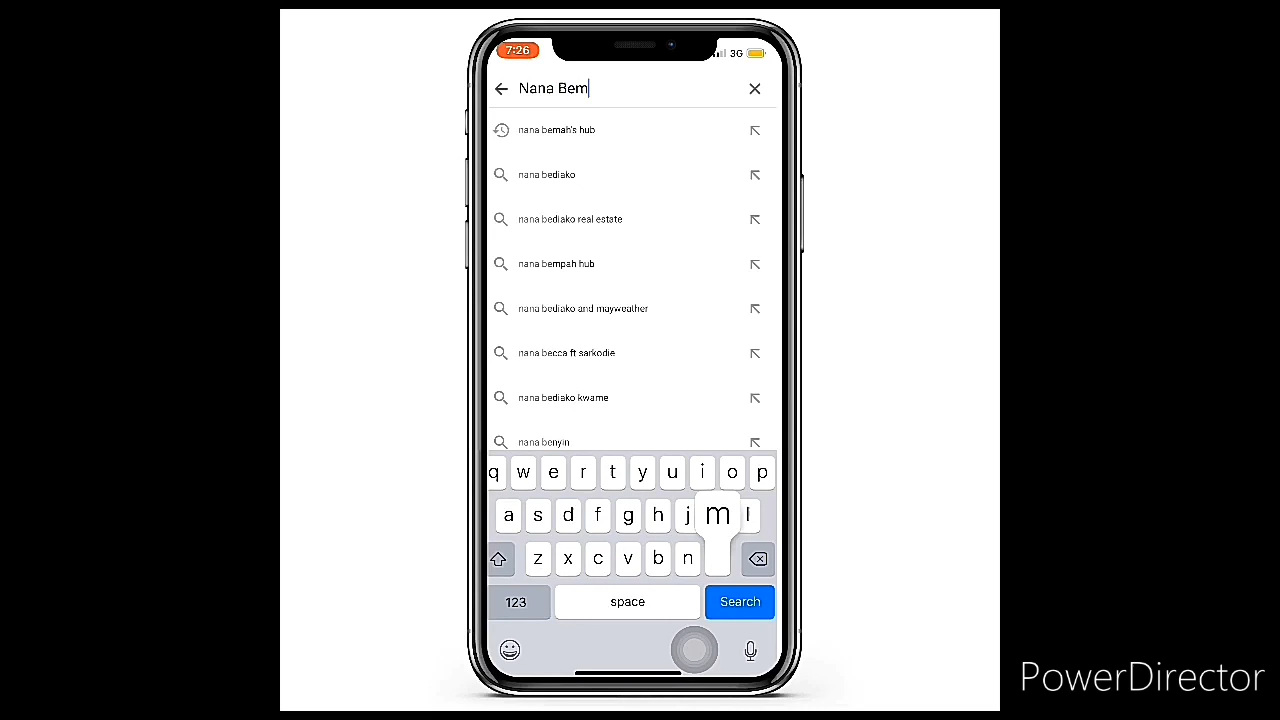 7:26
3G
Nana Bem
nana bemah's hub
nana bediako
nana bediako real estate
nana bempah hub
nana bediako and mayweather
nana becca ft sarkodie
nana bediako kwame
nana benyin
q w e r t y u i o p
a s d f g h j m l
z x c v b n
123 space Search
PowerDirector